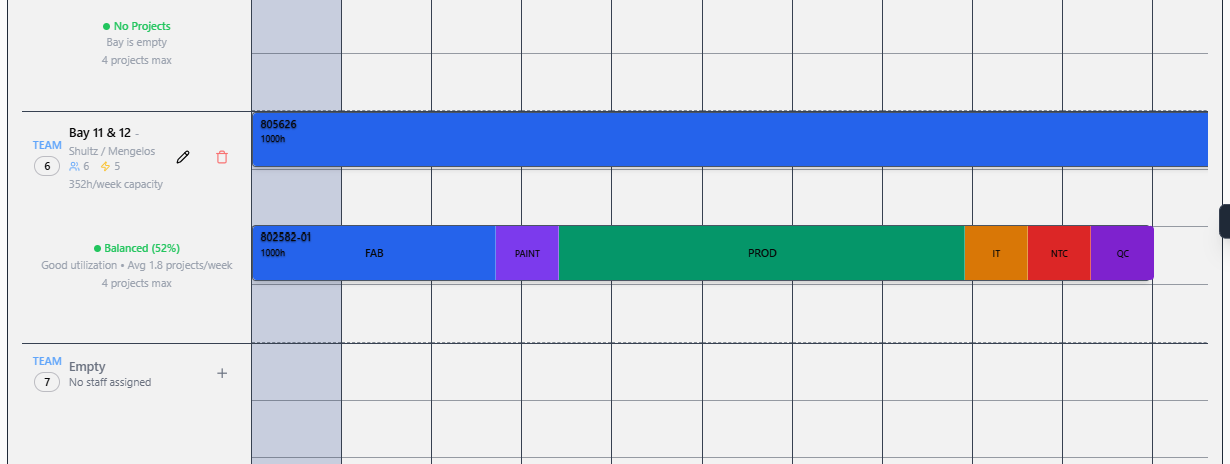 No Projects
Bay is empty
4 projects max
805626
1000h
Bay 11 & 12 -
TEAM
Shultz / Mengelos
6
6 5
352h/week capacity
802582-01
1000h
FAB
PAINT
PROD
IT
NTC
QC
Balanced (52%)
Good utilization • Avg 1.8 projects/week
4 projects max
TEAM
Empty
7
No staff assigned